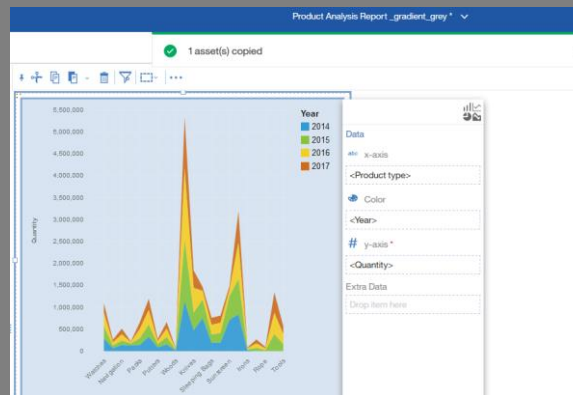 Product Analysis Report _gradient_grey *
1 asset(s) copied
5,500,000
5,000,000
4,500,000
4,000,000
3,500,000
3,000,000
2,500,000
2,000,000
1,500,000
1,000,000
500,000
0
Quantity
Watches
Navigation
Packs
Putters
Woods
Knives
Sleeping Bags
Sunscreen
Irons
Rope
Tools
Year
2014
2015
2016
2017
Data
abc x-axis
<Product type>
Color
<Year>
# y-axis *
<Quantity>
Extra Data
Drop item here